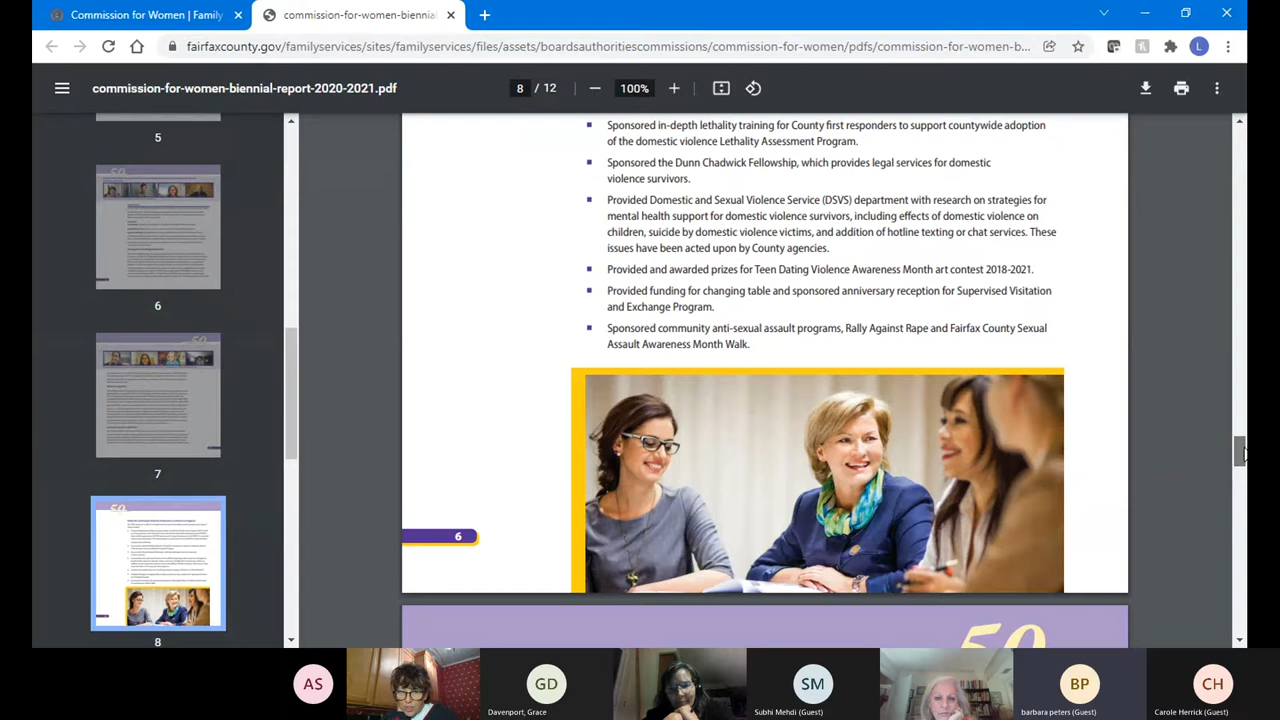 Commission for Women | Family
commission-for-women-biennial
fairfaxcounty.gov/familyservices/sites/familyservices/files/assets/boardsauthoritiescommissions/commission-for-women/pdfs/commission-for-women-b...
L
commission-for-women-biennial-report-2020-2021.pdf
8 / 12
100%
5
6
7
8
Sponsored in-depth lethality training for County first responders to support countywide adoption
of the domestic violence Lethality Assessment Program.
Sponsored the Dunn Chadwick Fellowship, which provides legal services for domestic
violence survivors.
Provided Domestic and Sexual Violence Service (DSVS) department with research on strategies for
mental health support for domestic violence survivors, including effects of domestic violence on
children, suicide by domestic violence victims, and addition of hotline texting or chat services. These
issues have been acted upon by County agencies.
Provided and awarded prizes for Teen Dating Violence Awareness Month art contest 2018-2021.
Provided funding for changing table and sponsored anniversary reception for Supervised Visitation
and Exchange Program.
Sponsored community anti-sexual assault programs, Rally Against Rape and Fairfax County Sexual
Assault Awareness Month Walk.
6
50
AS
GD
Davenport, Grace
SM
Subhi Mehdi (Guest)
BP
barbara peters (Guest)
CH
Carole Herrick (Guest)